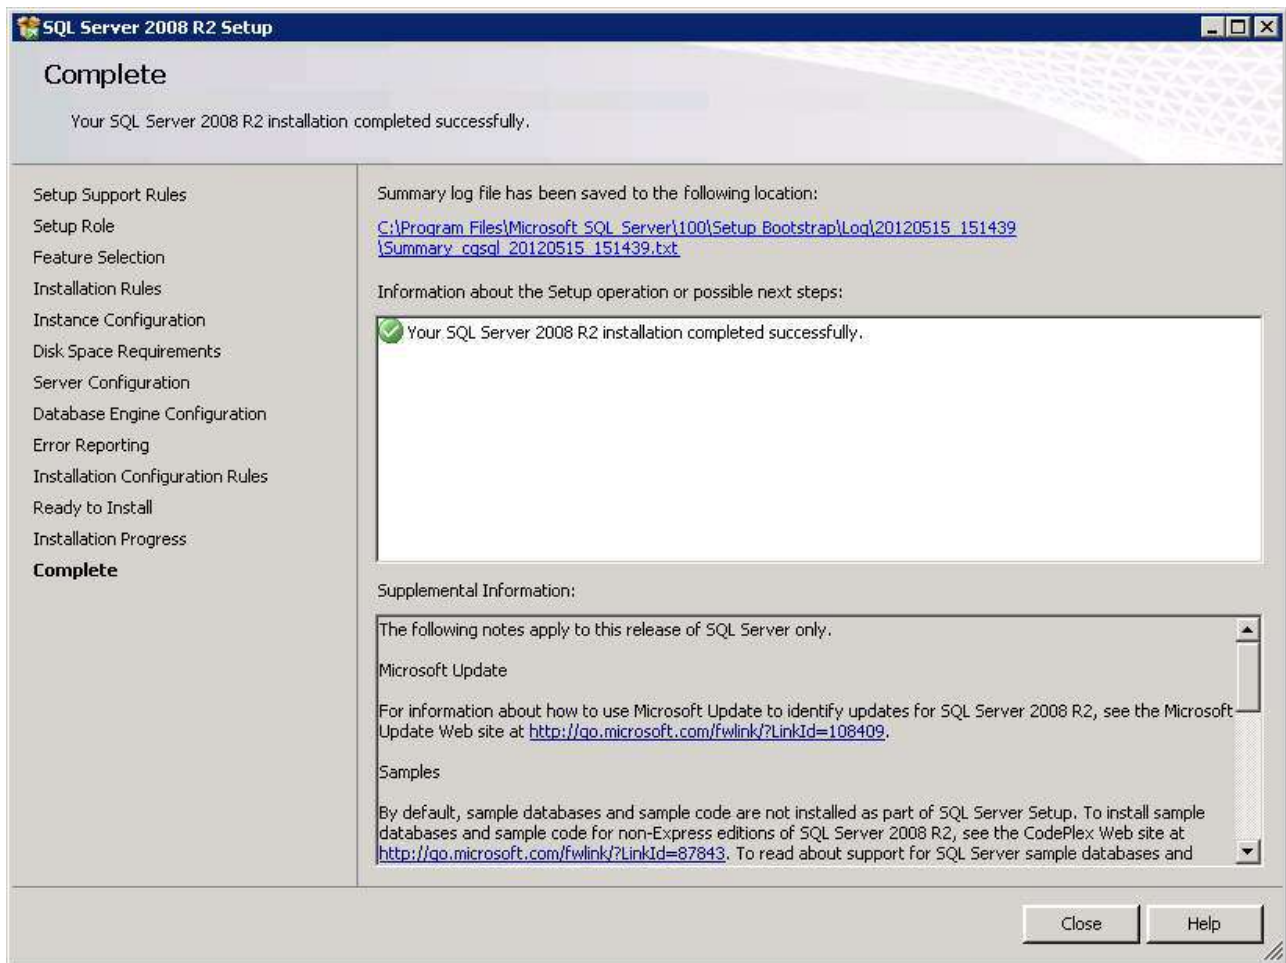 SQL Server 2008 R2 Setup
Complete
Your SQL Server 2008 R2 installation completed successfully.
Setup Support Rules
Setup Role
Feature Selection
Installation Rules
Instance Configuration
Disk Space Requirements
Server Configuration
Database Engine Configuration
Error Reporting
Installation Configuration Rules
Ready to Install
Installation Progress
Complete
Summary log file has been saved to the following location:
C:\Program Files\Microsoft SQL Server\100\Setup Bootstrap\Log\20120515_151439
\Summary_cgsql_20120515_151439.txt
Information about the Setup operation or possible next steps:
Your SQL Server 2008 R2 installation completed successfully.
Supplemental Information:
The following notes apply to this release of SQL Server only.
Microsoft Update
For information about how to use Microsoft Update to identify updates for SQL Server 2008 R2, see the Microsoft
Update Web site at http://go.microsoft.com/fwlink/?LinkId=108409.
Samples
By default, sample databases and sample code are not installed as part of SQL Server Setup. To install sample
databases and sample code for non-Express editions of SQL Server 2008 R2, see the CodePlex Web site at
http://go.microsoft.com/fwlink/?LinkId=87843. To read about support for SQL Server sample databases and
Close
Help